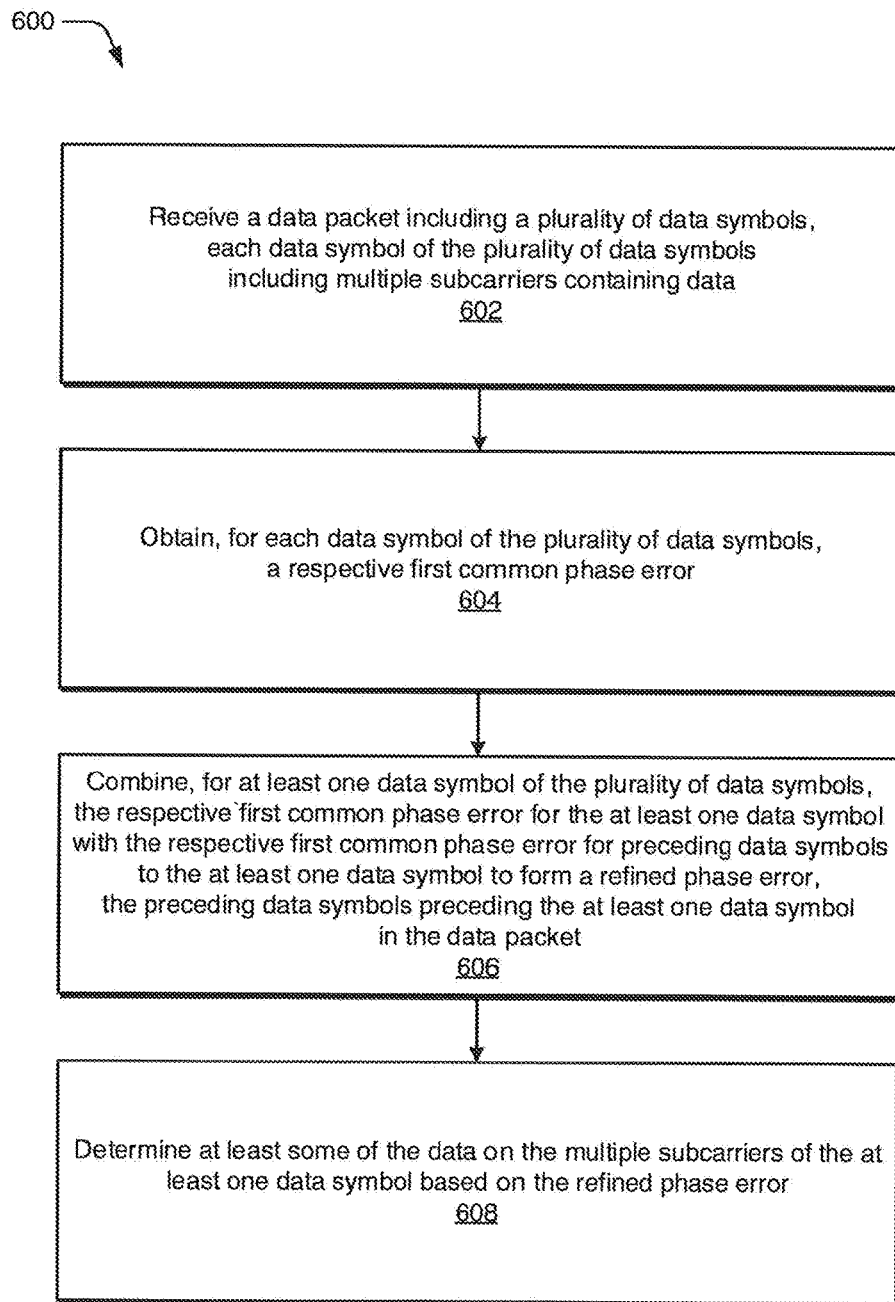 600
Receive a data packet including a plurality of data symbols,
each data symbol of the plurality of data symbols
including multiple subcarriers containing data
602
Obtain, for each data symbol of the plurality of data symbols,
a respective first common phase error
604
Combine, for at least one data symbol of the plurality of data symbols,
the respective first common phase error for the at least one data symbol
with the respective first common phase error for preceding data symbols
to the at least one data symbol to form a refined phase error,
the preceding data symbols preceding the at least one data symbol
in the data packet
606
Determine at least some of the data on the multiple subcarriers of the at
least one data symbol based on the refined phase error
608